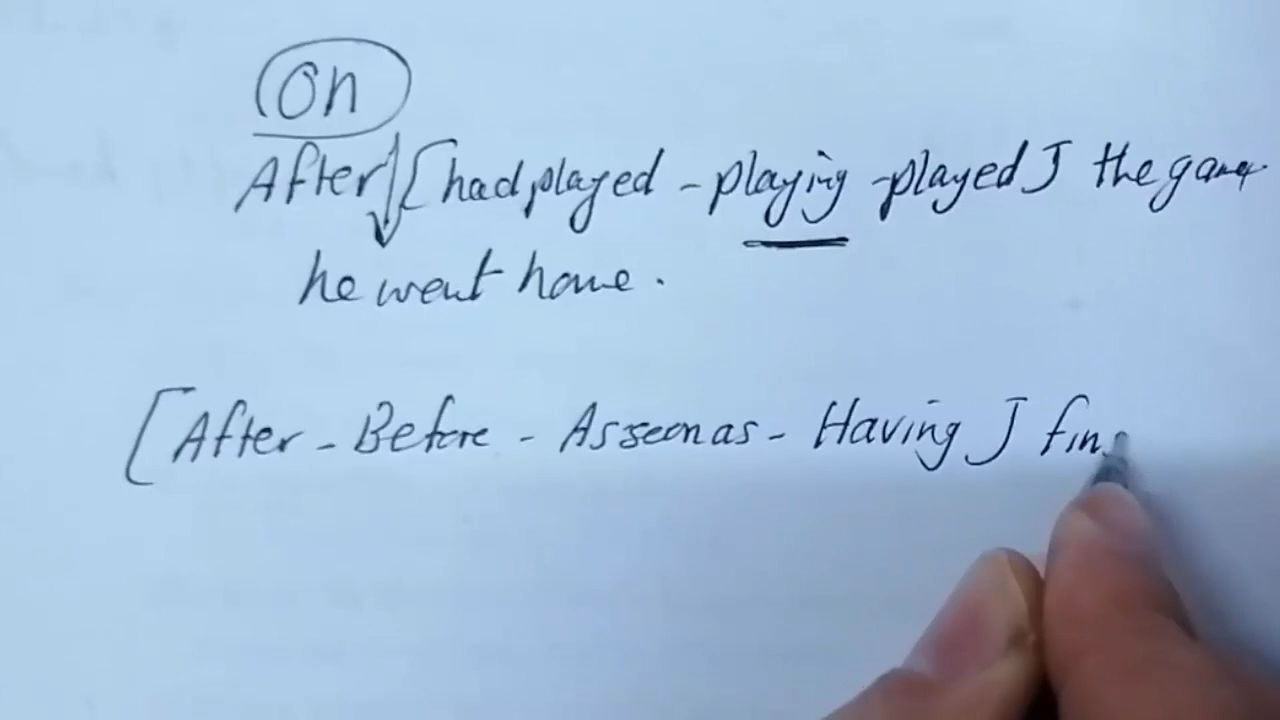 On
After [had played - playing - played] the game
he went home.
[After - Before - As soon as - Having] fin